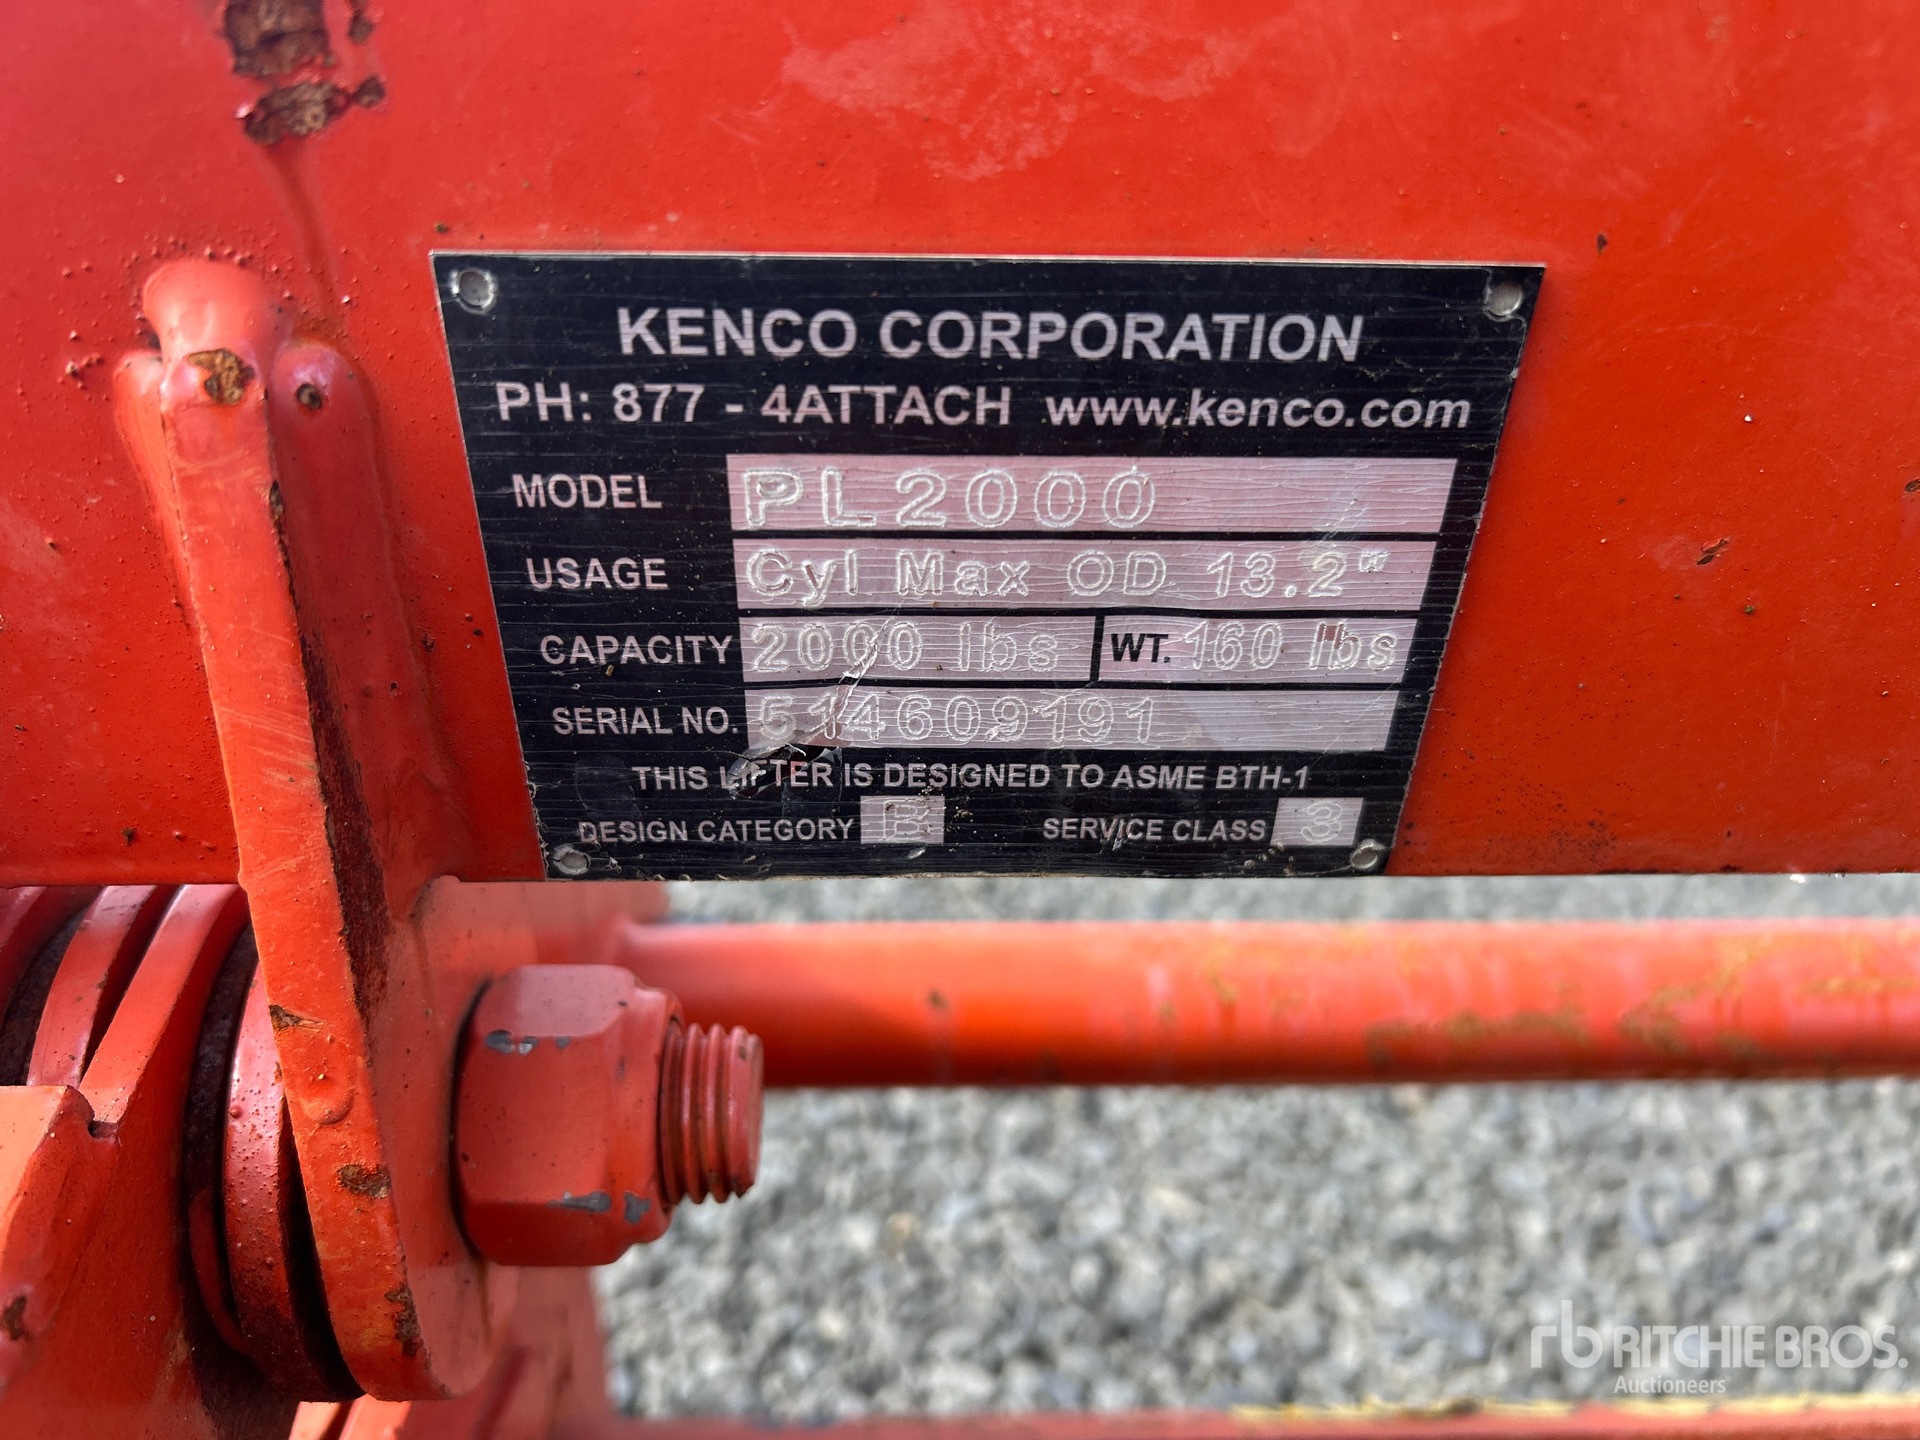 KENCO CORPORATION
PH: 877 - 4ATTACH www.kenco.com
MODEL PL2000
USAGE Cyl Max OD 13.2"
CAPACITY 2000 lbs WT. 160 lbs
SERIAL NO. 514609191
THIS LIFTER IS DESIGNED TO ASME BTH-1
DESIGN CATEGORY B SERVICE CLASS 3
rb RITCHIE BROS.
Auctioneers